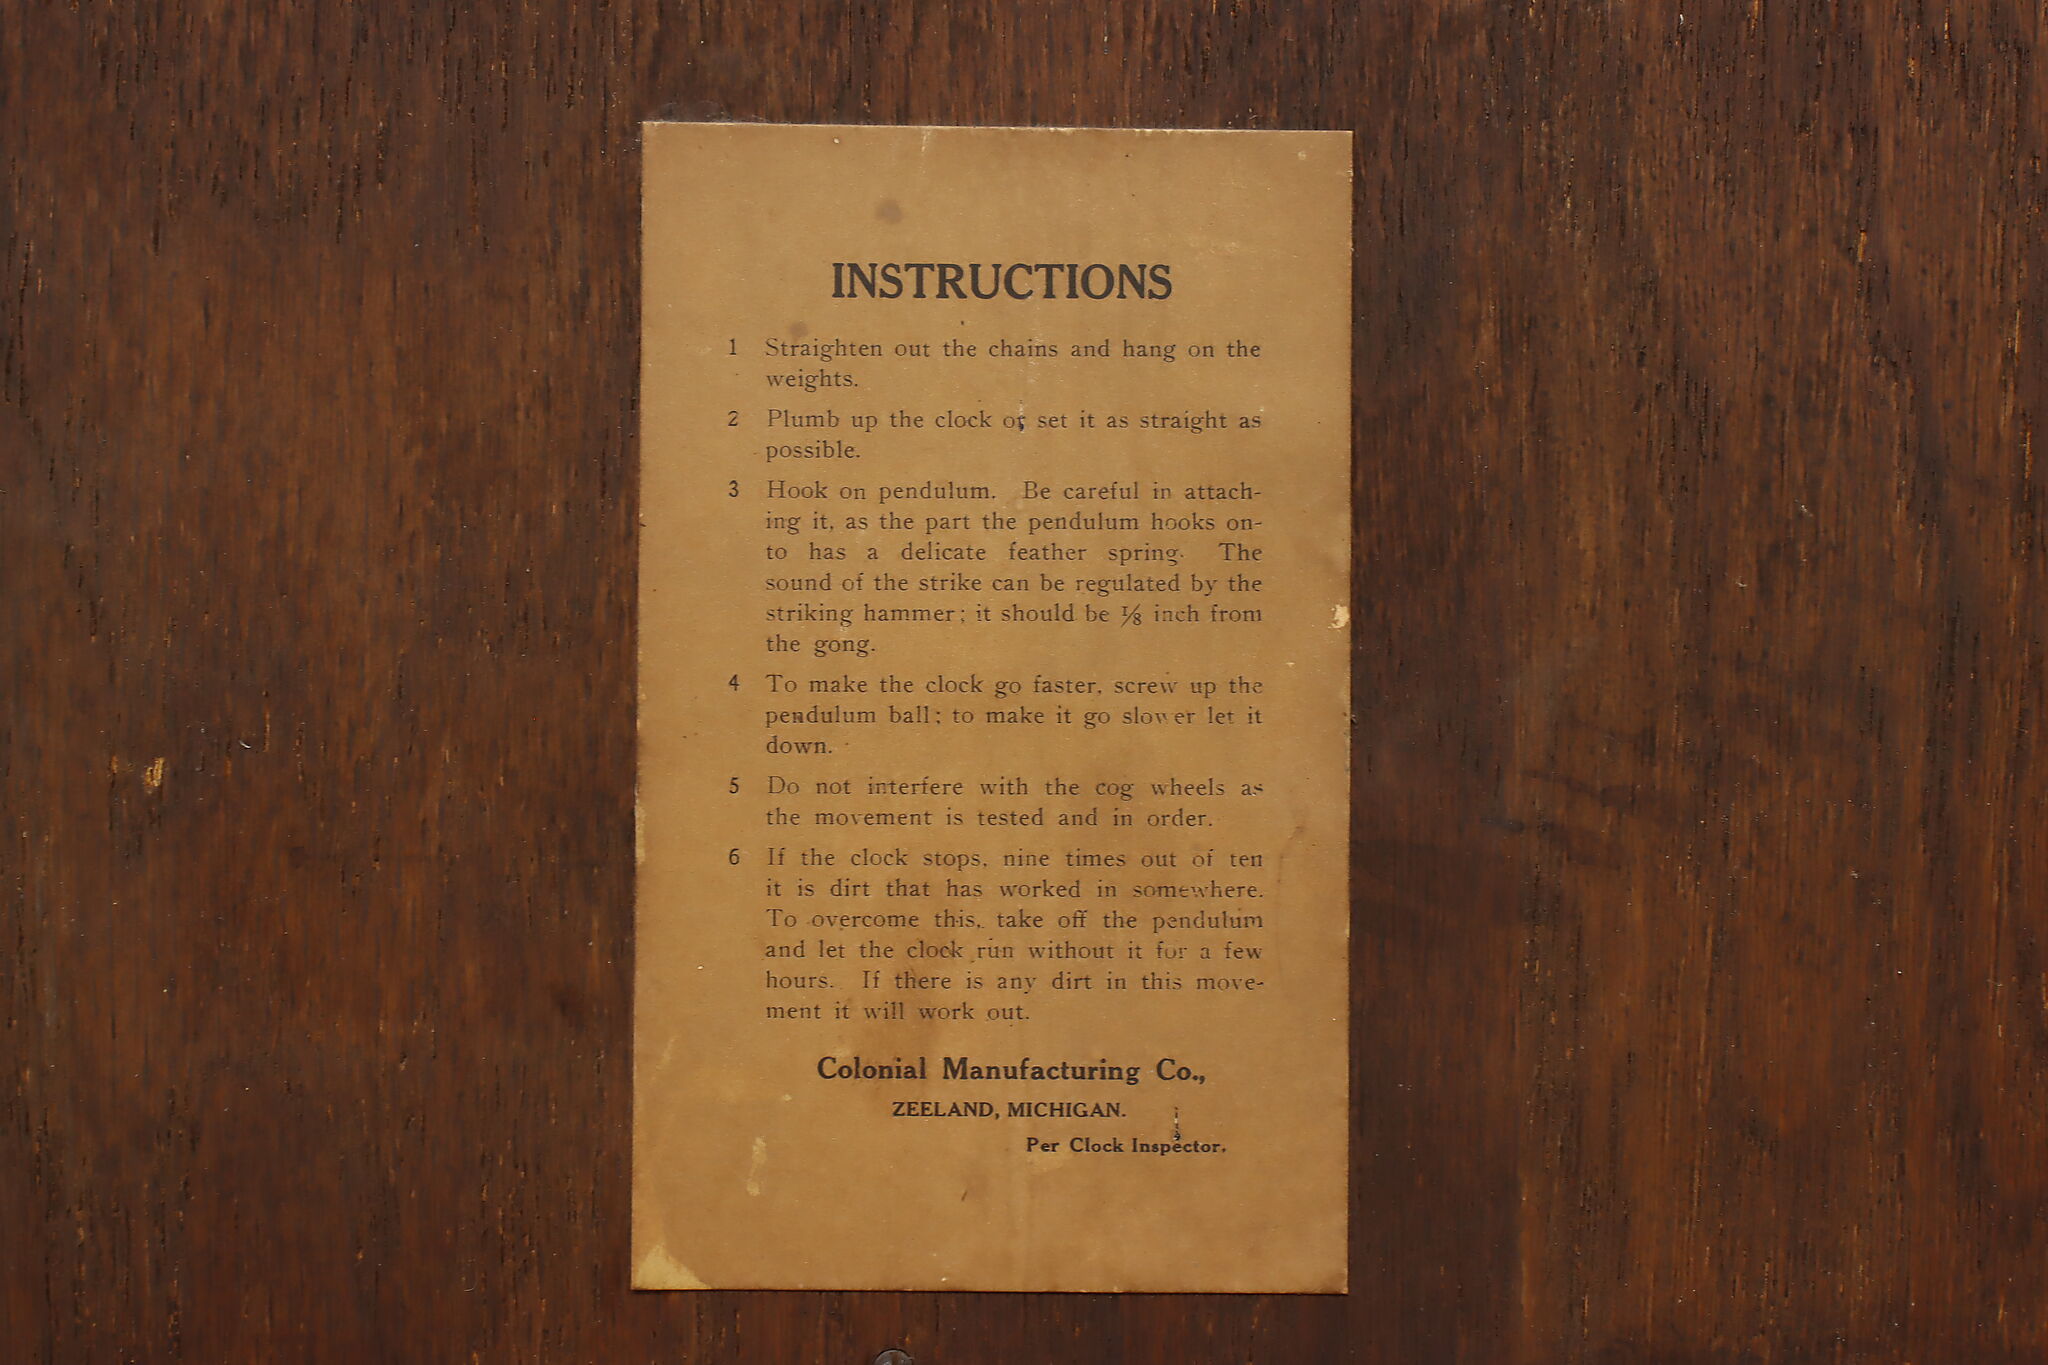 INSTRUCTIONS
1 Straighten out the chains and hang on the
weights.
2 Plumb up the clock or set it as straight as
possible.
3 Hook on pendulum. Be careful in attach-
ing it, as the part the pendulum hooks on-
to has a delicate feather spring. The
sound of the strike can be regulated by the
striking hammer; it should be 1/8 inch from
the gong.
4 To make the clock go faster, screw up the
pendulum ball; to make it go slower let it
down.
5 Do not interfere with the cog wheels as
the movement is tested and in order.
6 If the clock stops, nine times out of ten
it is dirt that has worked in somewhere.
To overcome this, take off the pendulum
and let the clock run without it for a few
hours. If there is any dirt in this move-
ment it will work out.
Colonial Manufacturing Co.,
ZEELAND, MICHIGAN.
Per Clock Inspector.